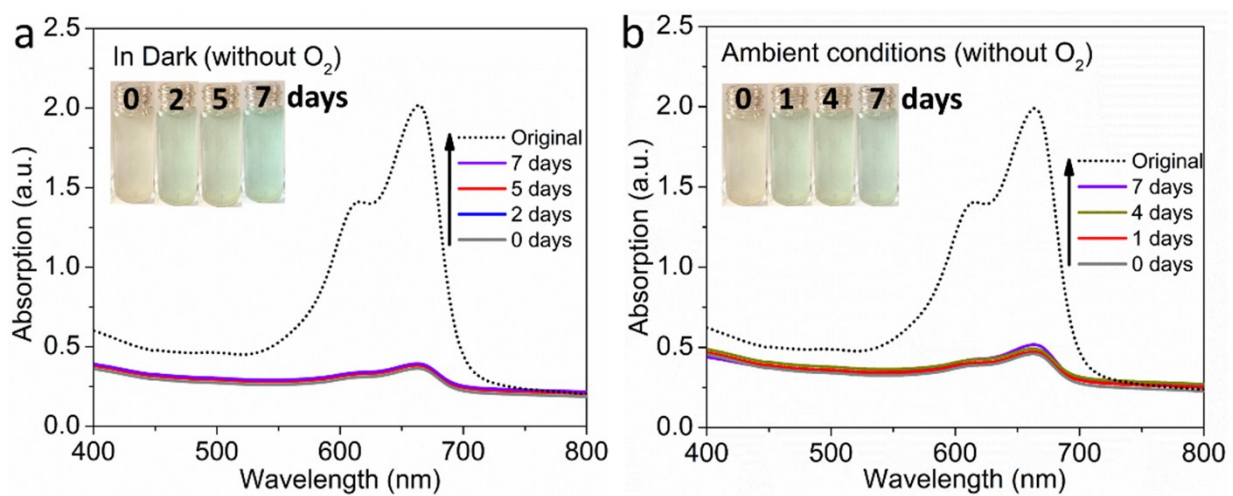 a
In Dark (without O2)
0 2 5 7 days
Original
7 days
5 days
2 days
0 days
2.5
2.0
1.5
1.0
0.5
0.0
Absorption (a.u.)
400 500 600 700 800
Wavelength (nm)
b
Ambient conditions (without O2)
0 1 4 7 days
Original
7 days
4 days
1 days
0 days
2.5
2.0
1.5
1.0
0.5
0.0
Absorption (a.u.)
400 500 600 700 800
Wavelength (nm)